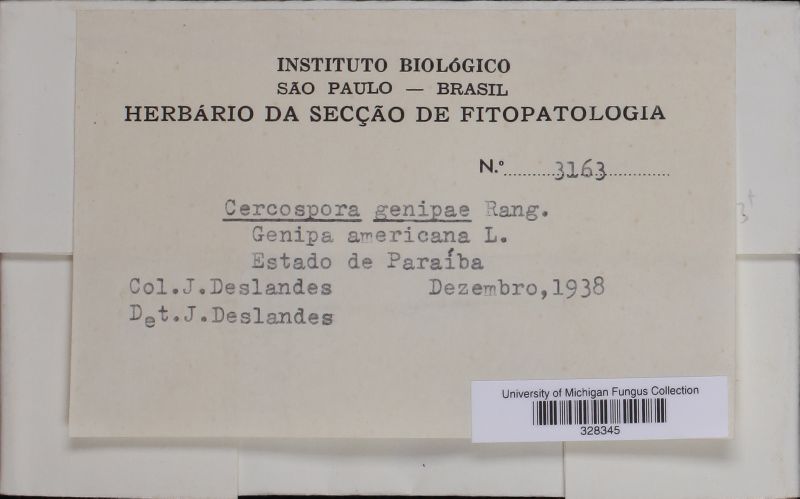 INSTITUTO BIOLóGICO
SÃO PAULO — BRASIL
HERBÁRIO DA SECÇÃO DE FITOPATOLOGIA
N.º 3163
Cercospora genipae Rang.
Genipa americana L.
Estado de Paraíba
Col.J.Deslandes Dezembro,1938
Det.J.Deslandes
University of Michigan Fungus Collection
328345